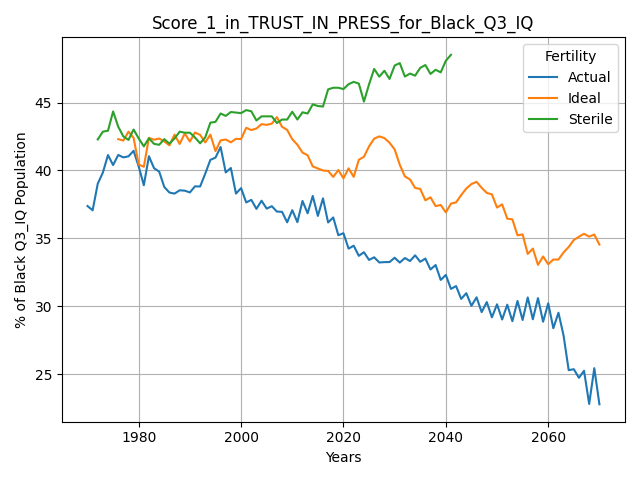 Score_1_in_TRUST_IN_PRESS_for_Black_Q3_IQ
Fertility
Actual
Ideal
Sterile
% of Black Q3_IQ Population
45
40
35
30
25
1980 2000 2020 2040 2060
Years